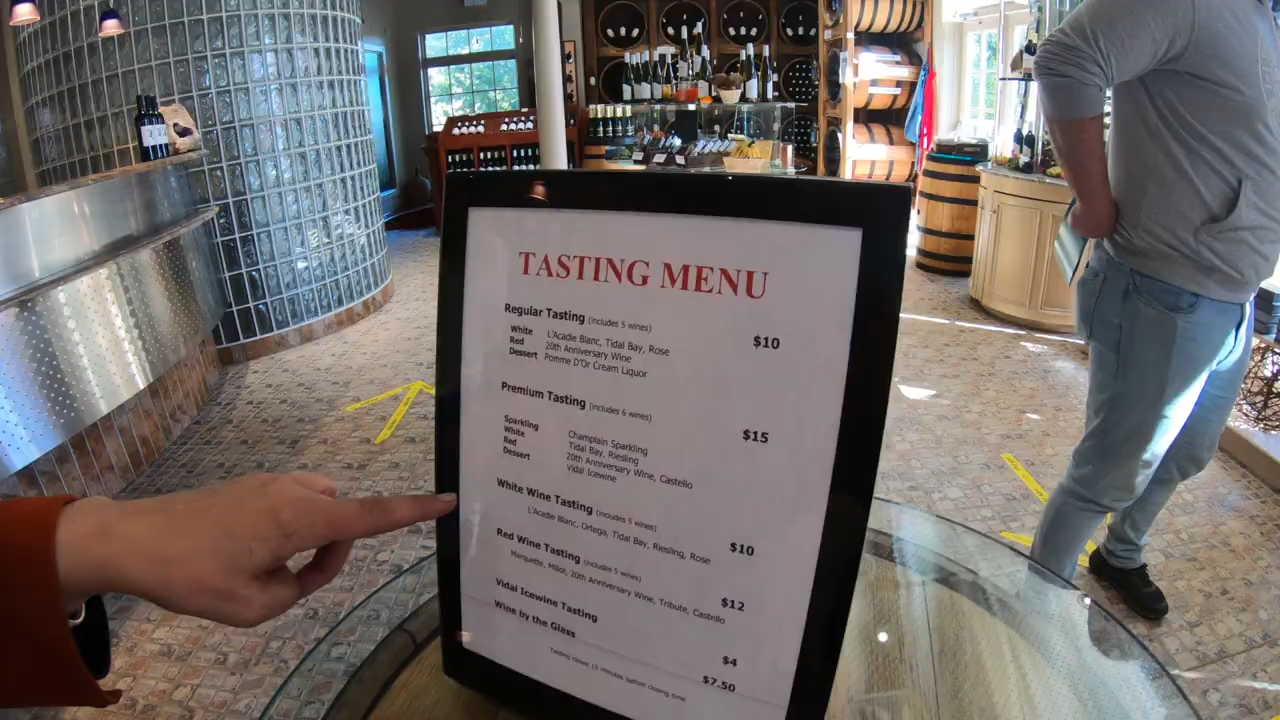 TASTING MENU
Regular Tasting (includes 5 wines) $10
White L'Acadie Blanc, Tidal Bay, Rose
Red 20th Anniversary Wine
Dessert Pomme D'Or Cream Liquor
Premium Tasting (includes 6 wines) $15
Sparkling Champlain Sparkling
White Tidal Bay, Riesling
Red 20th Anniversary Wine, Castello
Dessert Vidal Icewine
White Wine Tasting (includes 5 wines) $10
L'Acadie Blanc, Ortega, Tidal Bay, Riesling, Rose
Red Wine Tasting (includes 5 wines) $12
Marquette, Millot, 20th Anniversary Wine, Tribute, Castello
Vidal Icewine Tasting $4
Wine by the Glass $7.50
Tasting closes 15 minutes before closing time